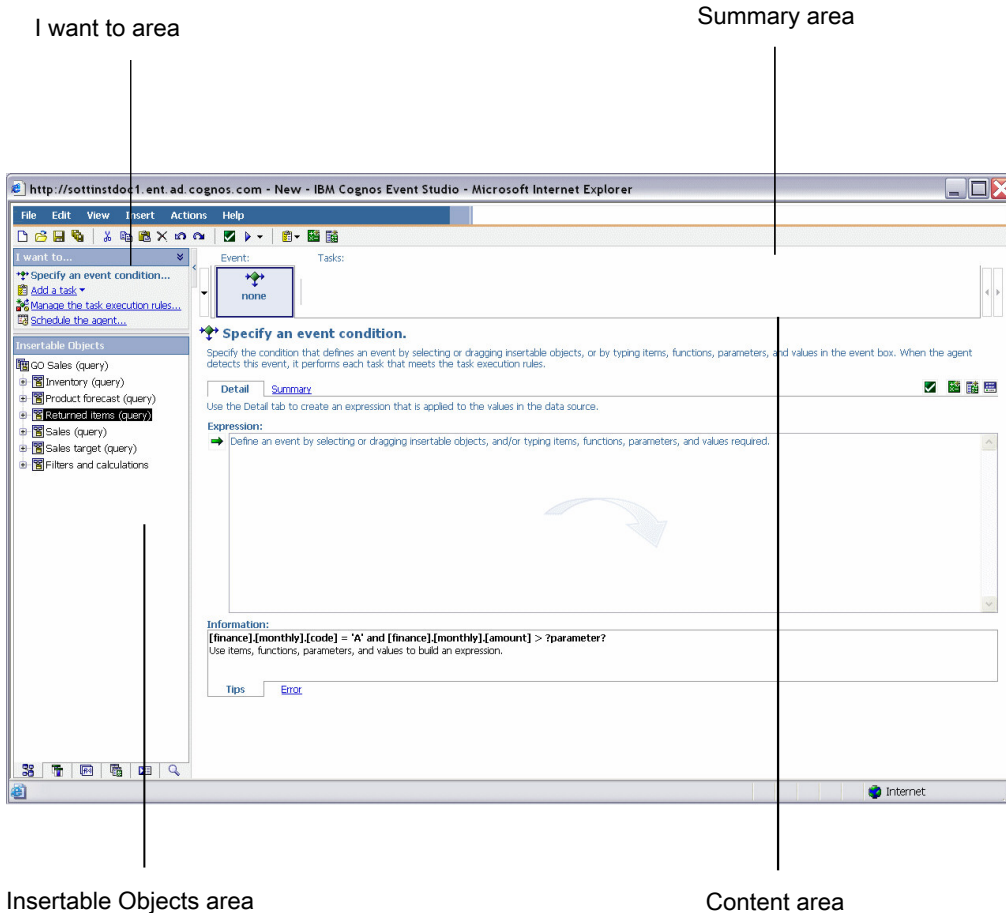 I want to area
Summary area
http://sottinstdoc1.ent.ad.cognos.com - New - IBM Cognos Event Studio - Microsoft Internet Explorer
File Edit View Insert Actions Help
I want to...
Specify an event condition...
Add a task
Manage the task execution rules...
Schedule the agent...
Event: Tasks:
none
Insertable Objects
GO Sales (query)
Inventory (query)
Product forecast (query)
Returned items (query)
Sales (query)
Sales target (query)
Filters and calculations
Specify an event condition.
Specify the condition that defines an event by selecting or dragging insertable objects, or by typing items, functions, parameters, and values in the event box. When the agent
detects this event, it performs each task that meets the task execution rules.
Detail Summary
Use the Detail tab to create an expression that is applied to the values in the data source.
Expression:
Define an event by selecting or dragging insertable objects, and/or typing items, functions, parameters, and values required.
Information:
[finance].[monthly].[code] = 'A' and [finance].[monthly].[amount] > ?parameter?
Use items, functions, parameters, and values to build an expression.
Tips Error
Internet
Insertable Objects area
Content area